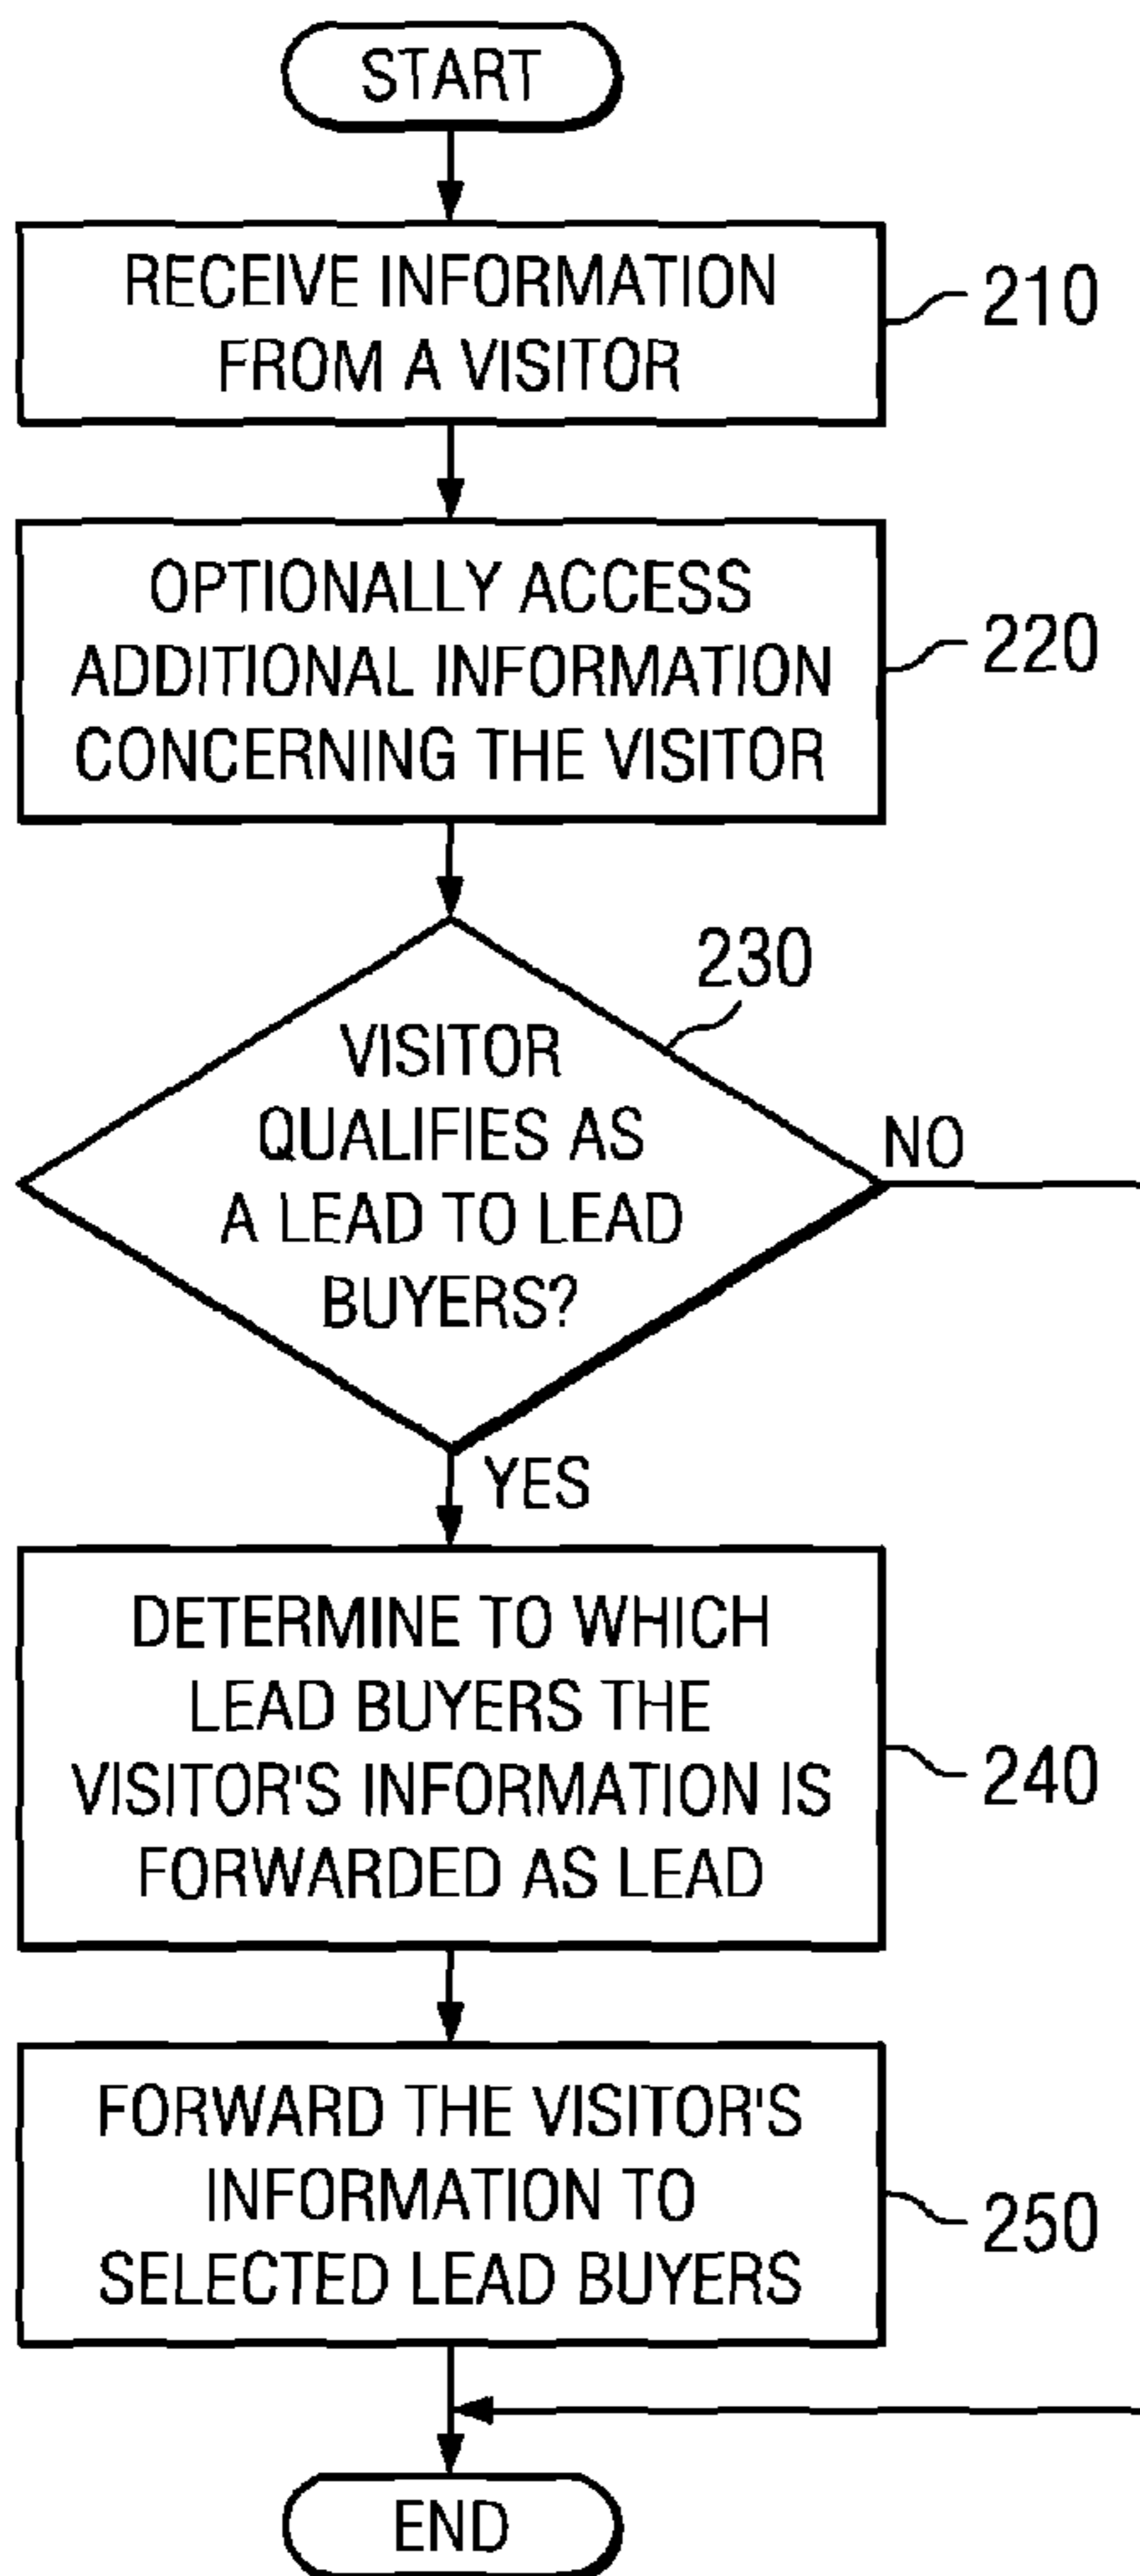 START
RECEIVE INFORMATION
FROM A VISITOR
210
OPTIONALLY ACCESS
ADDITIONAL INFORMATION
CONCERNING THE VISITOR
220
230
VISITOR
QUALIFIES AS
A LEAD TO LEAD
BUYERS?
NO
YES
DETERMINE TO WHICH
LEAD BUYERS THE
VISITOR'S INFORMATION IS
FORWARDED AS LEAD
240
FORWARD THE VISITOR'S
INFORMATION TO
SELECTED LEAD BUYERS
250
END